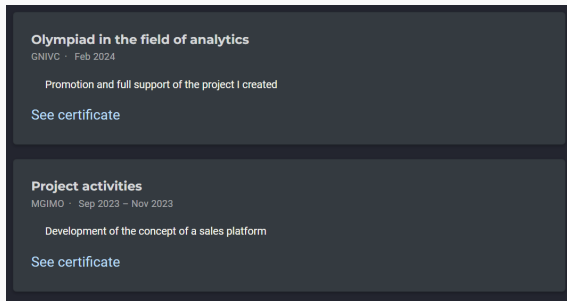 Olympiad in the field of analytics
GNIVC · Feb 2024
Promotion and full support of the project I created
See certificate
Project activities
MGIMO · Sep 2023 – Nov 2023
Development of the concept of a sales platform
See certificate